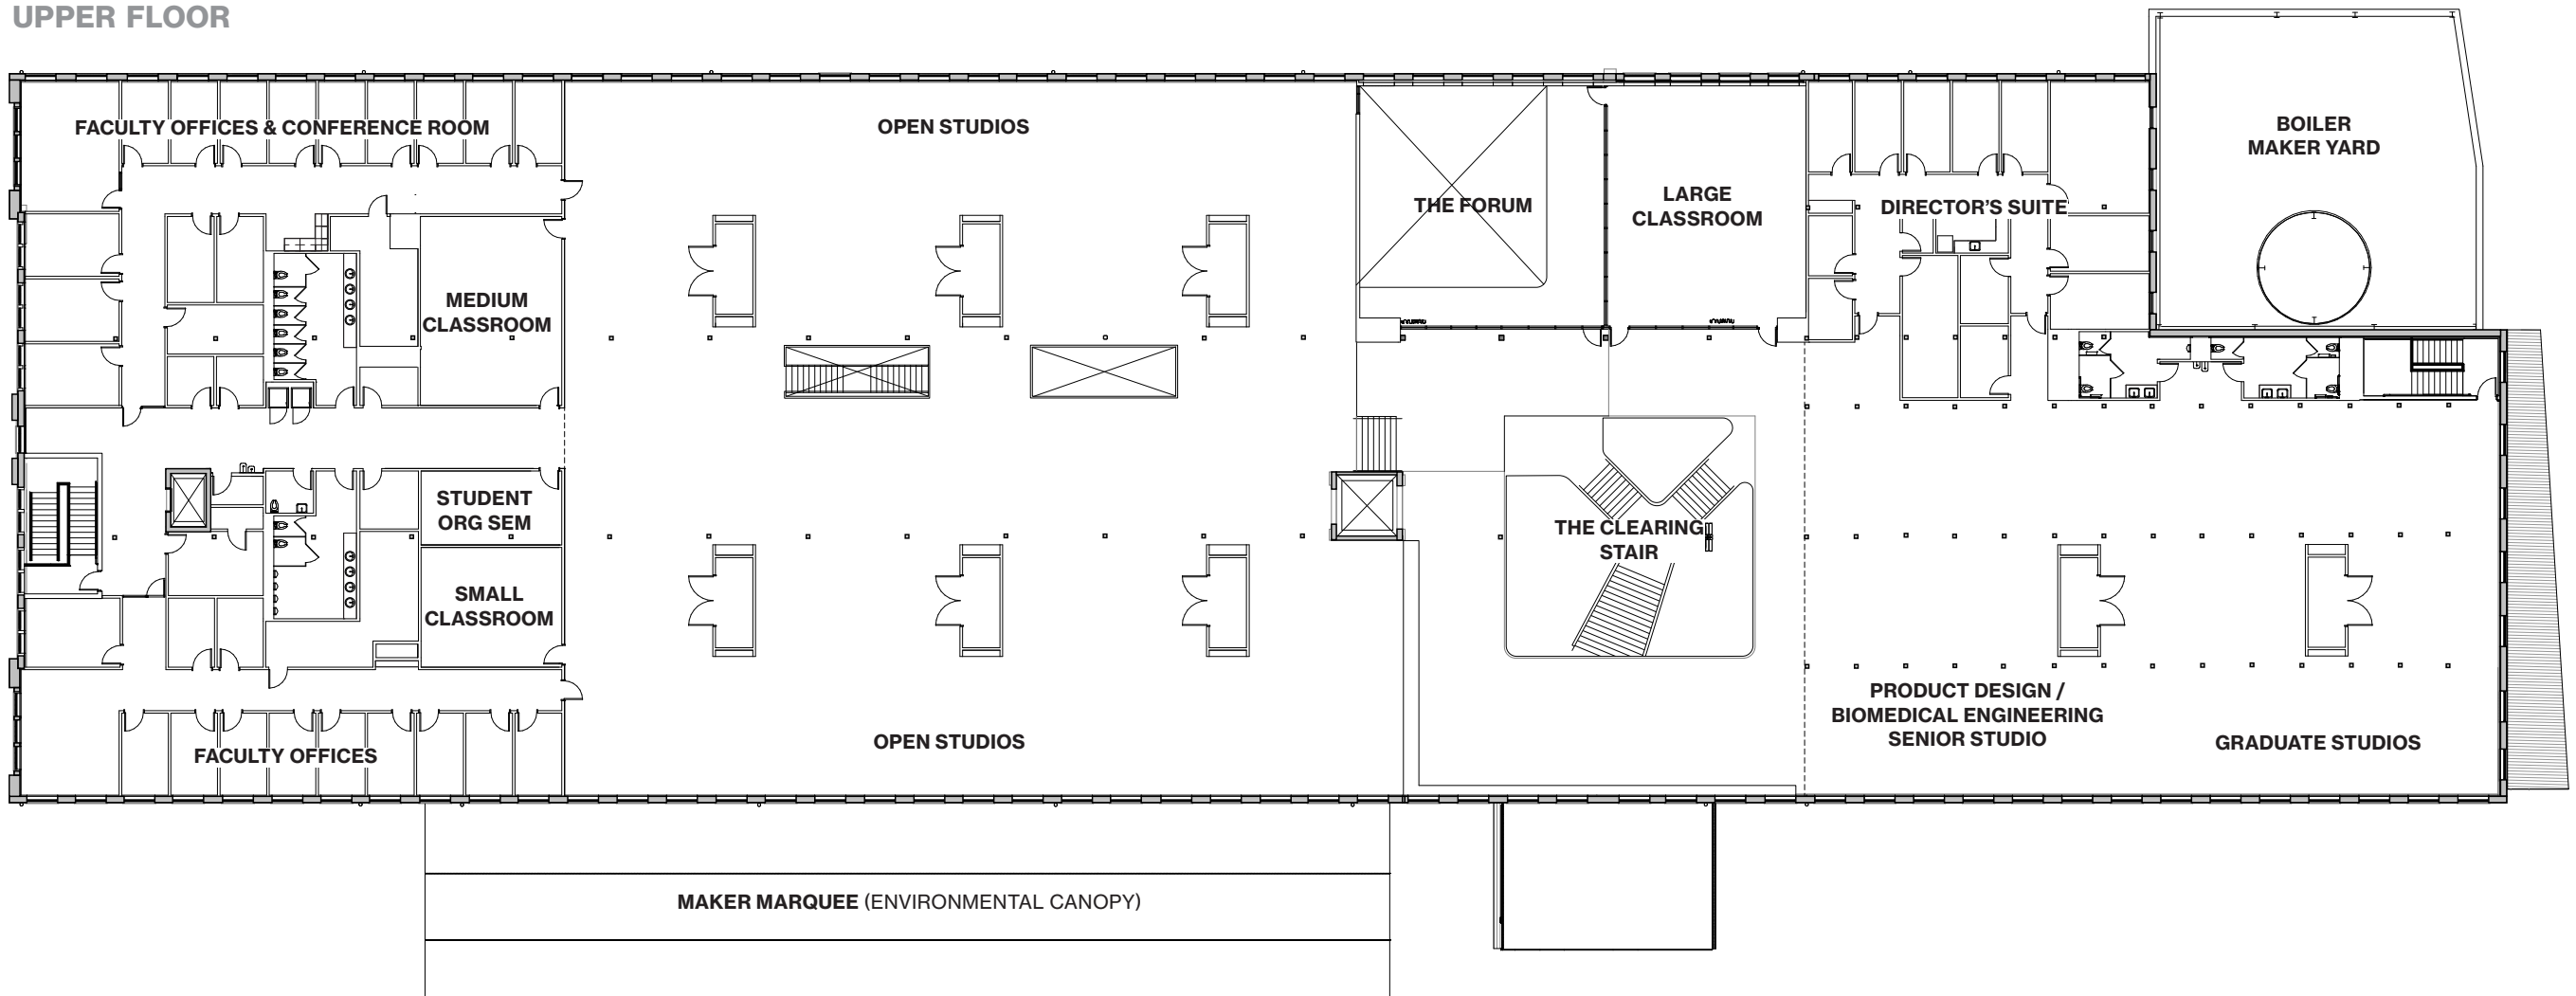 UPPER FLOOR
FACULTY OFFICES & CONFERENCE ROOM
OPEN STUDIOS
THE FORUM
LARGE
CLASSROOM
DIRECTOR'S SUITE
BOILER
MAKER YARD
MEDIUM
CLASSROOM
STUDENT
ORG SEM
SMALL
CLASSROOM
THE CLEARING
STAIR
FACULTY OFFICES
OPEN STUDIOS
PRODUCT DESIGN /
BIOMEDICAL ENGINEERING
SENIOR STUDIO
GRADUATE STUDIOS
MAKER MARQUEE (ENVIRONMENTAL CANOPY)